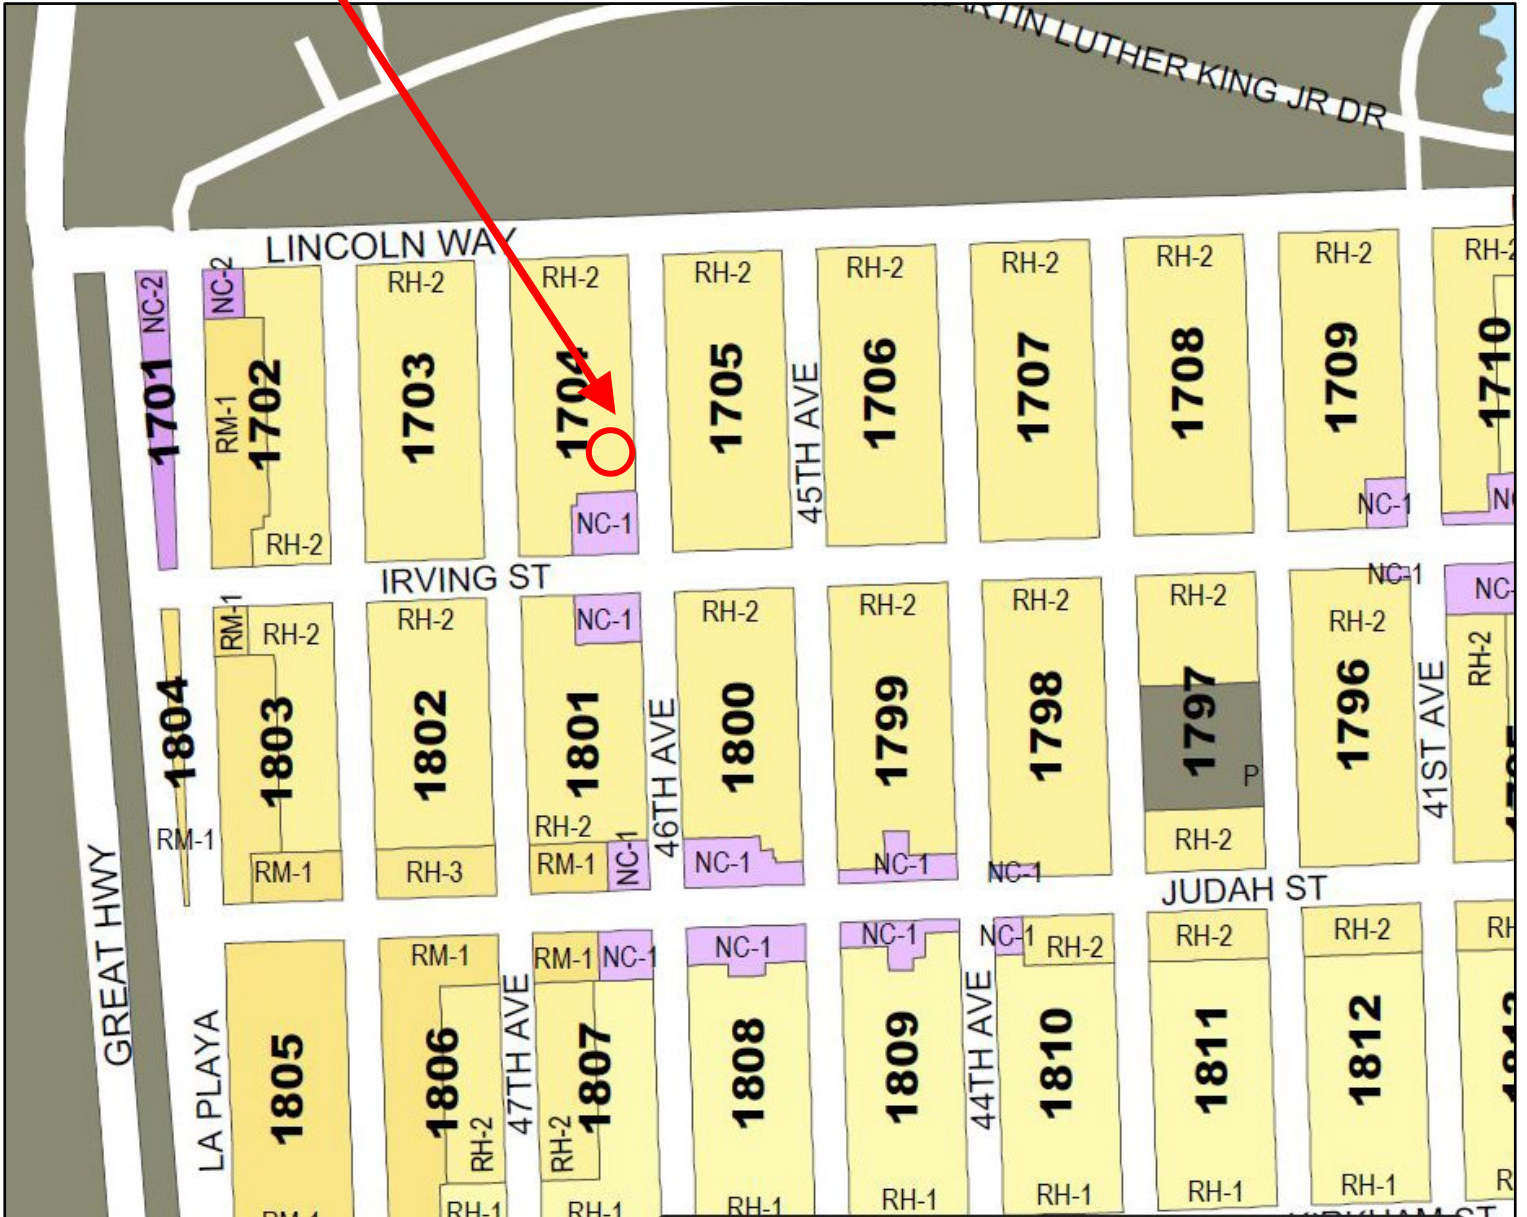 MARTIN LUTHER KING JR DR
LINCOLN WAY
NC-2
NC-2
RH-2
RH-2
RH-2
RH-2
RH-2
RH-2
RH-2
1701
RM-1
1702
1703
1704
1705
45TH AVE
1706
1707
1708
1709
1710
RH-2
NC-1
NC-1
IRVING ST
NC-1
RM-1
RH-2
RH-2
NC-1
RH-2
RH-2
RH-2
RH-2
RH-2
RH-2
1804
1803
1802
1801
46TH AVE
1800
1799
1798
1797
P
1796
41ST AVE
RM-1
RM-1
RH-3
RH-2
RM-1
NC-1
NC-1
NC-1
NC-1
RH-2
JUDAH ST
GREAT HWY
LA PLAYA
RM-1
RM-1
NC-1
NC-1
NC-1
NC-1
RH-2
RH-2
RH-2
1805
1806
RH-2
47TH AVE
RH-2
1807
1808
1809
44TH AVE
1810
1811
1812
RH-1
RH-1
RH-1
RH-1
RH-1
RH-1
RH-1